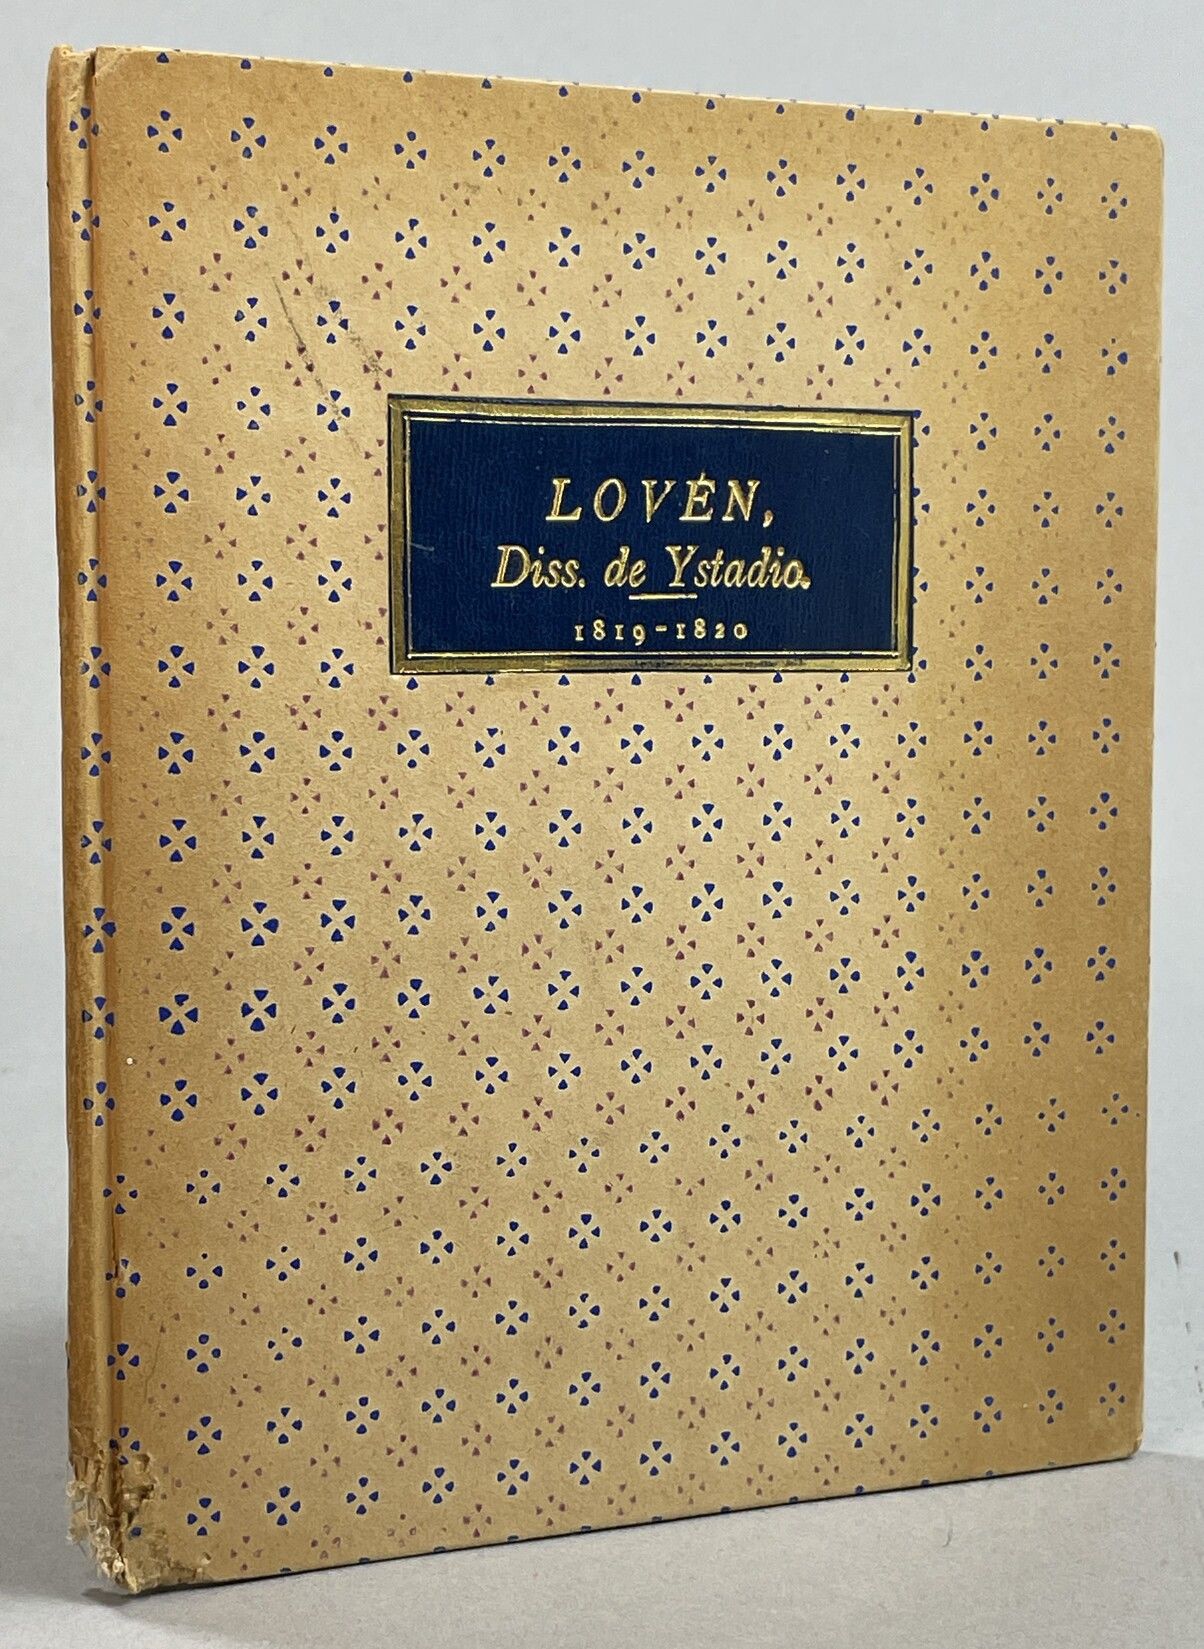 LOVÉN,
Diss. de Ystadio.
1819-1820